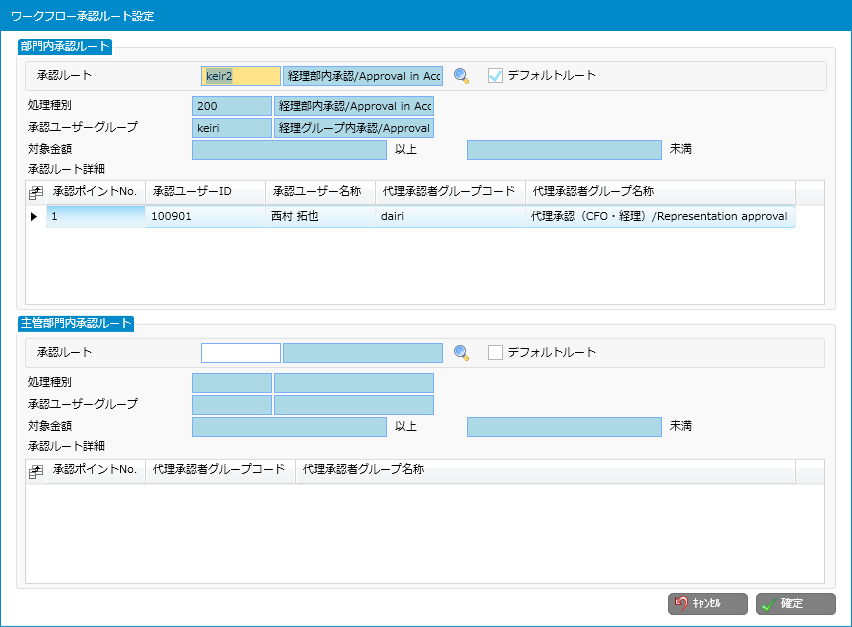 ワークフロー承認ルート設定
部門内承認ルート
承認ルート keir2 経理部内承認/Approval in Acc デフォルトルート
処理種別 200 経理部内承認/Approval in Acc
承認ユーザーグループ keiri 経理グループ内承認/Approval
対象金額 以上 未満
承認ルート詳細
承認ポイントNo. 承認ユーザーID 承認ユーザー名称 代理承認者グループコード 代理承認者グループ名称
1 100901 西村 拓也 dairi 代理承認（CFO・経理）/Representation approval
主管部門内承認ルート
承認ルート デフォルトルート
処理種別
承認ユーザーグループ
対象金額 以上 未満
承認ルート詳細
承認ポイントNo. 代理承認者グループコード 代理承認者グループ名称
ｷｬﾝｾﾙ 確定